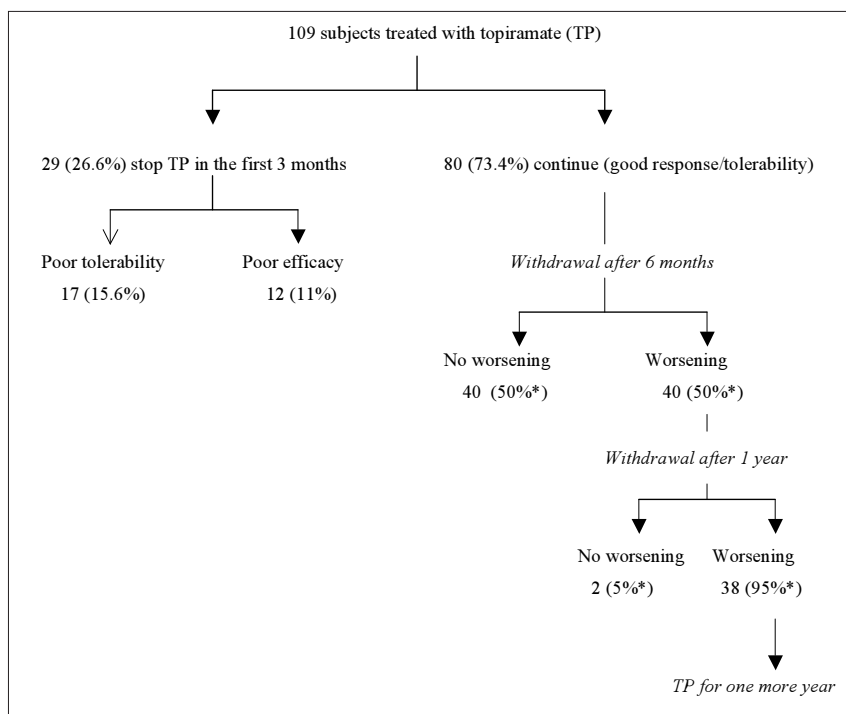 109 subjects treated with topiramate (TP)
29 (26.6%) stop TP in the first 3 months
80 (73.4%) continue (good response/tolerability)
Poor tolerability
17 (15.6%)
Poor efficacy
12 (11%)
Withdrawal after 6 months
No worsening
40 (50%*)
Worsening
40 (50%*)
Withdrawal after 1 year
No worsening
2 (5%*)
Worsening
38 (95%*)
TP for one more year